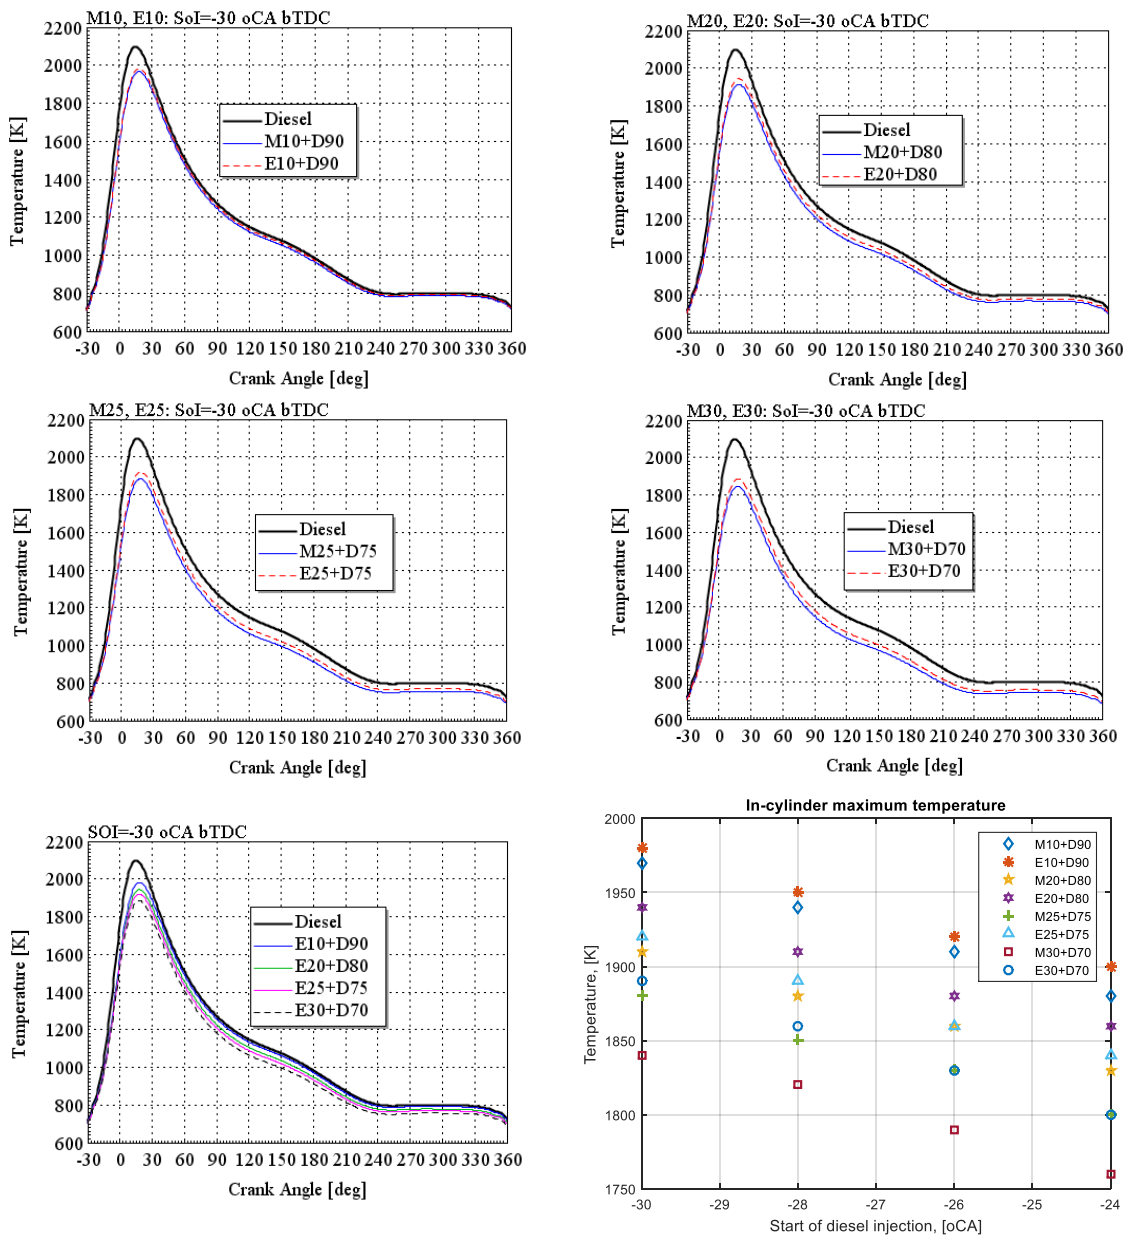 M10, E10: SoI=-30 oCA bTDC
2200
2000
1800
1600
1400
1200
1000
800
600
Temperature [K]
Diesel
M10+D90
E10+D90
-30 0 30 60 90 120 150 180 210 240 270 300 330 360
Crank Angle [deg]
M20, E20: SoI=-30 oCA bTDC
2200
2000
1800
1600
1400
1200
1000
800
600
Temperature [K]
Diesel
M20+D80
E20+D80
-30 0 30 60 90 120 150 180 210 240 270 300 330 360
Crank Angle [deg]
M25, E25: SoI=-30 oCA bTDC
2200
2000
1800
1600
1400
1200
1000
800
600
Temperature [K]
Diesel
M25+D75
E25+D75
-30 0 30 60 90 120 150 180 210 240 270 300 330 360
Crank Angle [deg]
M30, E30: SoI=-30 oCA bTDC
2200
2000
1800
1600
1400
1200
1000
800
600
Temperature [K]
Diesel
M30+D70
E30+D70
-30 0 30 60 90 120 150 180 210 240 270 300 330 360
Crank Angle [deg]
SOI=-30 oCA bTDC
2200
2000
1800
1600
1400
1200
1000
800
600
Temperature [K]
Diesel
E10+D90
E20+D80
E25+D75
E30+D70
-30 0 30 60 90 120 150 180 210 240 270 300 330 360
Crank Angle [deg]
In-cylinder maximum temperature
2000
1950
1900
1850
1800
1750
Temperature, [K]
M10+D90
E10+D90
M20+D80
E20+D80
M25+D75
E25+D75
M30+D70
E30+D70
-30 -29 -28 -27 -26 -25 -24
Start of diesel injection, [oCA]